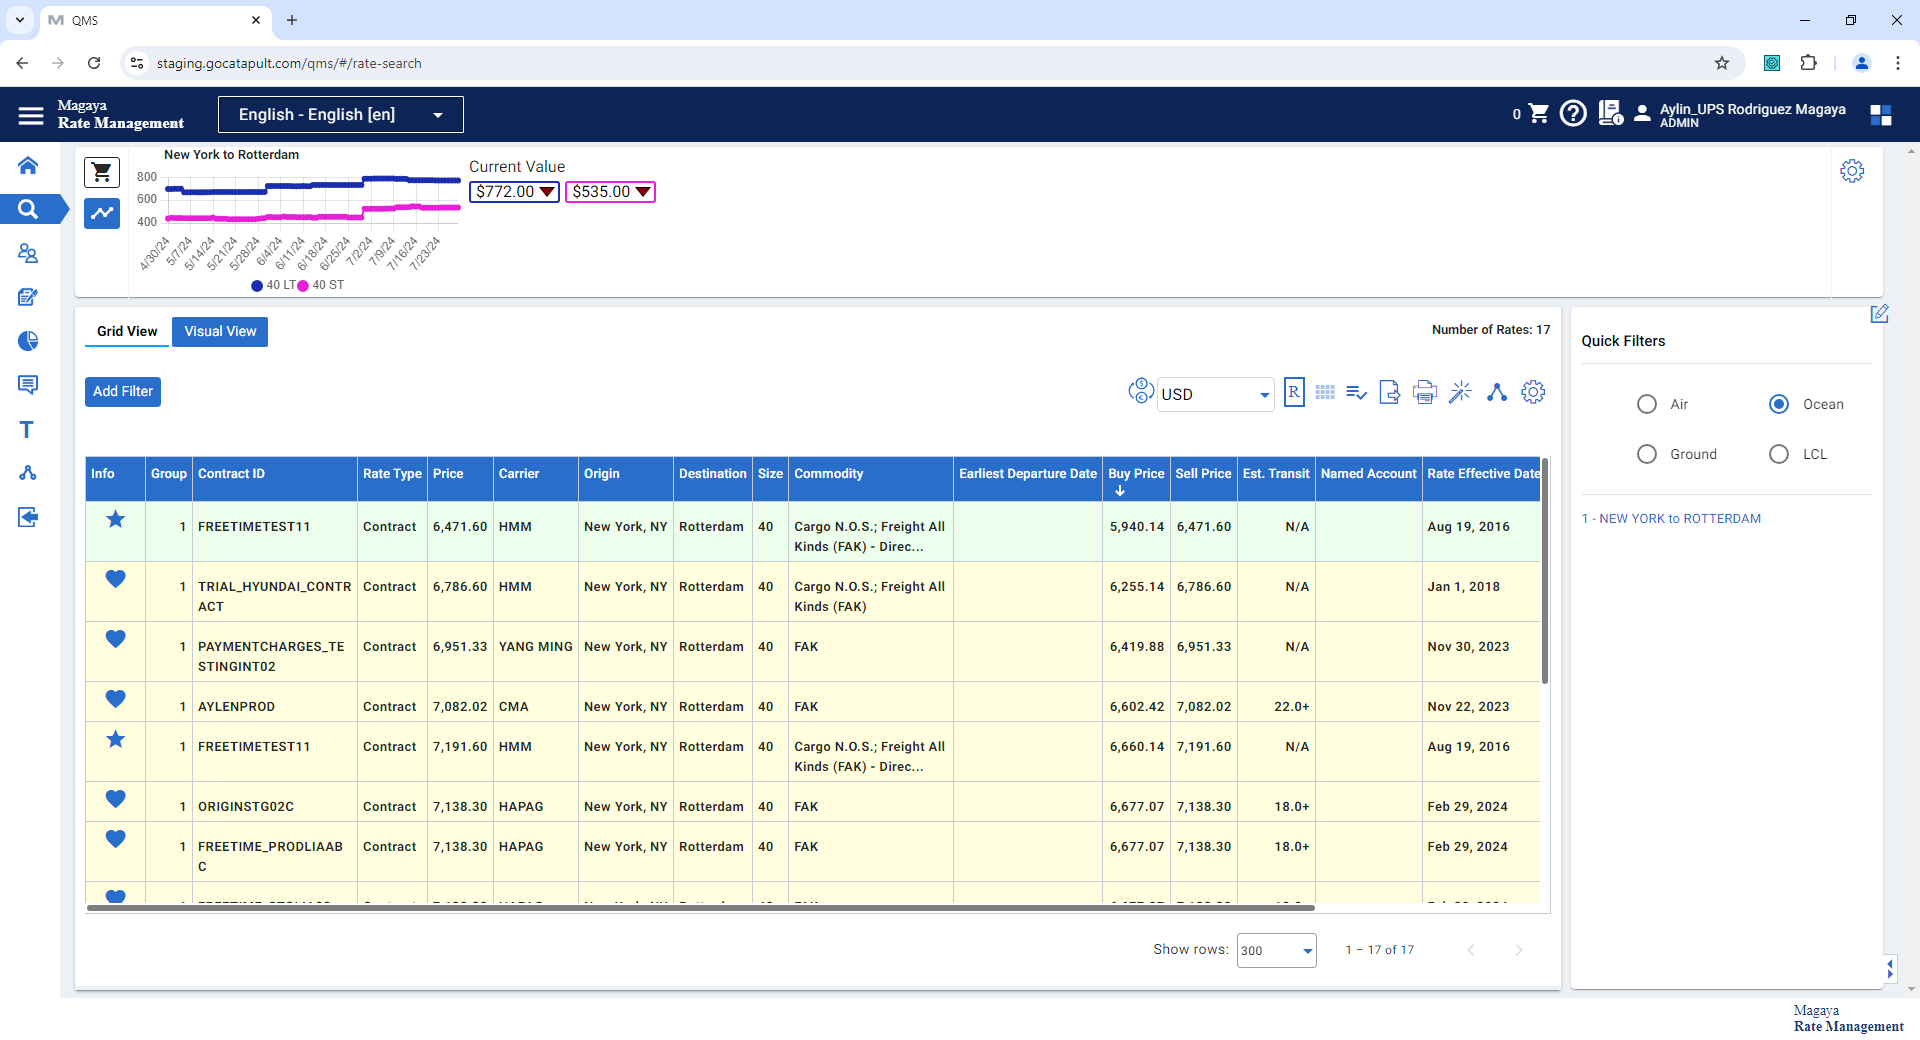 QMS
staging.gocatapult.com/qms/#/rate-search
Magaya
Rate Management
English - English [en]
0
Aylin_UPS Rodriguez Magaya
ADMIN
New York to Rotterdam
800
600
400
4/30/24 5/7/24 5/14/24 5/21/24 5/28/24 6/4/24 6/11/24 6/18/24 6/25/24 7/2/24 7/9/24 7/16/24 7/23/24
40 LT 40 ST
Current Value
$772.00 $535.00
Grid View Visual View
Number of Rates: 17
Add Filter
USD
R
Info Group Contract ID Rate Type Price Carrier Origin Destination Size Commodity Earliest Departure Date Buy Price Sell Price Est. Transit Named Account Rate Effective Date
1 FREETIMETEST11 Contract 6,471.60 HMM New York, NY Rotterdam 40 Cargo N.O.S.; Freight All 5,940.14 6,471.60 N/A Aug 19, 2016
Kinds (FAK) - Direc...
1 TRIAL_HYUNDAI_CONTR Contract 6,786.60 HMM New York, NY Rotterdam 40 Cargo N.O.S.; Freight All 6,255.14 6,786.60 N/A Jan 1, 2018
ACT Kinds (FAK)
1 PAYMENTCHARGES_TE Contract 6,951.33 YANG MING New York, NY Rotterdam 40 FAK 6,419.88 6,951.33 N/A Nov 30, 2023
STINGINT02
1 AYLENPROD Contract 7,082.02 CMA New York, NY Rotterdam 40 FAK 6,602.42 7,082.02 22.0+ Nov 22, 2023
1 FREETIMETEST11 Contract 7,191.60 HMM New York, NY Rotterdam 40 Cargo N.O.S.; Freight All 6,660.14 7,191.60 N/A Aug 19, 2016
Kinds (FAK) - Direc...
1 ORIGINSTG02C Contract 7,138.30 HAPAG New York, NY Rotterdam 40 FAK 6,677.07 7,138.30 18.0+ Feb 29, 2024
1 FREETIME_PRODLIAAB Contract 7,138.30 HAPAG New York, NY Rotterdam 40 FAK 6,677.07 7,138.30 18.0+ Feb 29, 2024
C
Show rows: 300 1 – 17 of 17
Quick Filters
Air Ocean
Ground LCL
1 - NEW YORK to ROTTERDAM
Magaya
Rate Management